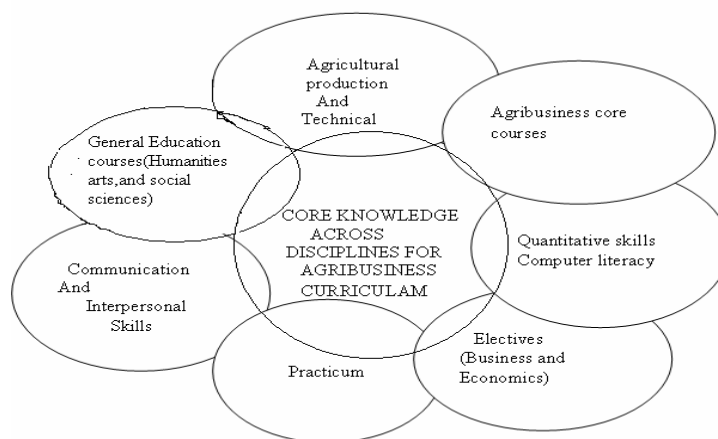 Agricultural
production
And
Technical
Agribusiness core
courses
General Education
courses(Humanities
arts,and social
sciences)
CORE KNOWLEDGE
ACROSS
DISCIPLINES FOR
AGRIBUSINESS
CURRICULAM
Quantitative skills
Computer literacy
Communication
And
Interpersonal
Skills
Electives
(Business and
Economics)
Practicum